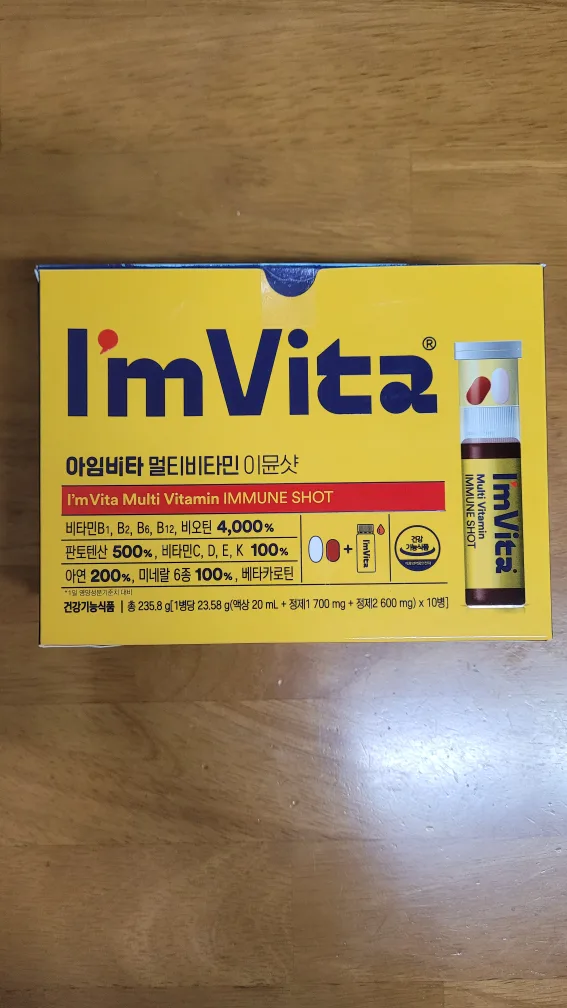 I'mVita®
아임비타 멀티비타민 이뮨샷
I'm Vita Multi Vitamin IMMUNE SHOT
비타민B1, B2, B6, B12, 비오틴 4,000%
판토텐산 500%, 비타민C, D, E, K 100%
아연 200%, 미네랄 6종 100%, 베타카로틴
*1일 영양성분기준치 대비
건강기능식품 | 총 235.8 g[1병당 23.58 g(액상 20 mL + 정제1 700 mg + 정제2 600 mg) x 10병]
+
I'mVita
건강
기능식품
I'mVita
Multi Vitamin
IMMUNE SHOT